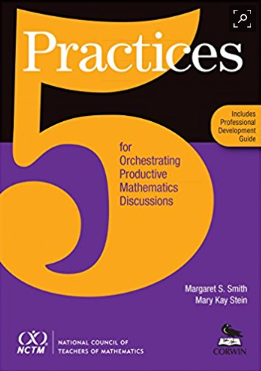 5
Practices
Includes
Professional
Development
Guide
for
Orchestrating
Productive
Mathematics
Discussions
Margaret S. Smith
Mary Kay Stein
NCTM
NATIONAL COUNCIL OF
TEACHERS OF MATHEMATICS
CORWIN